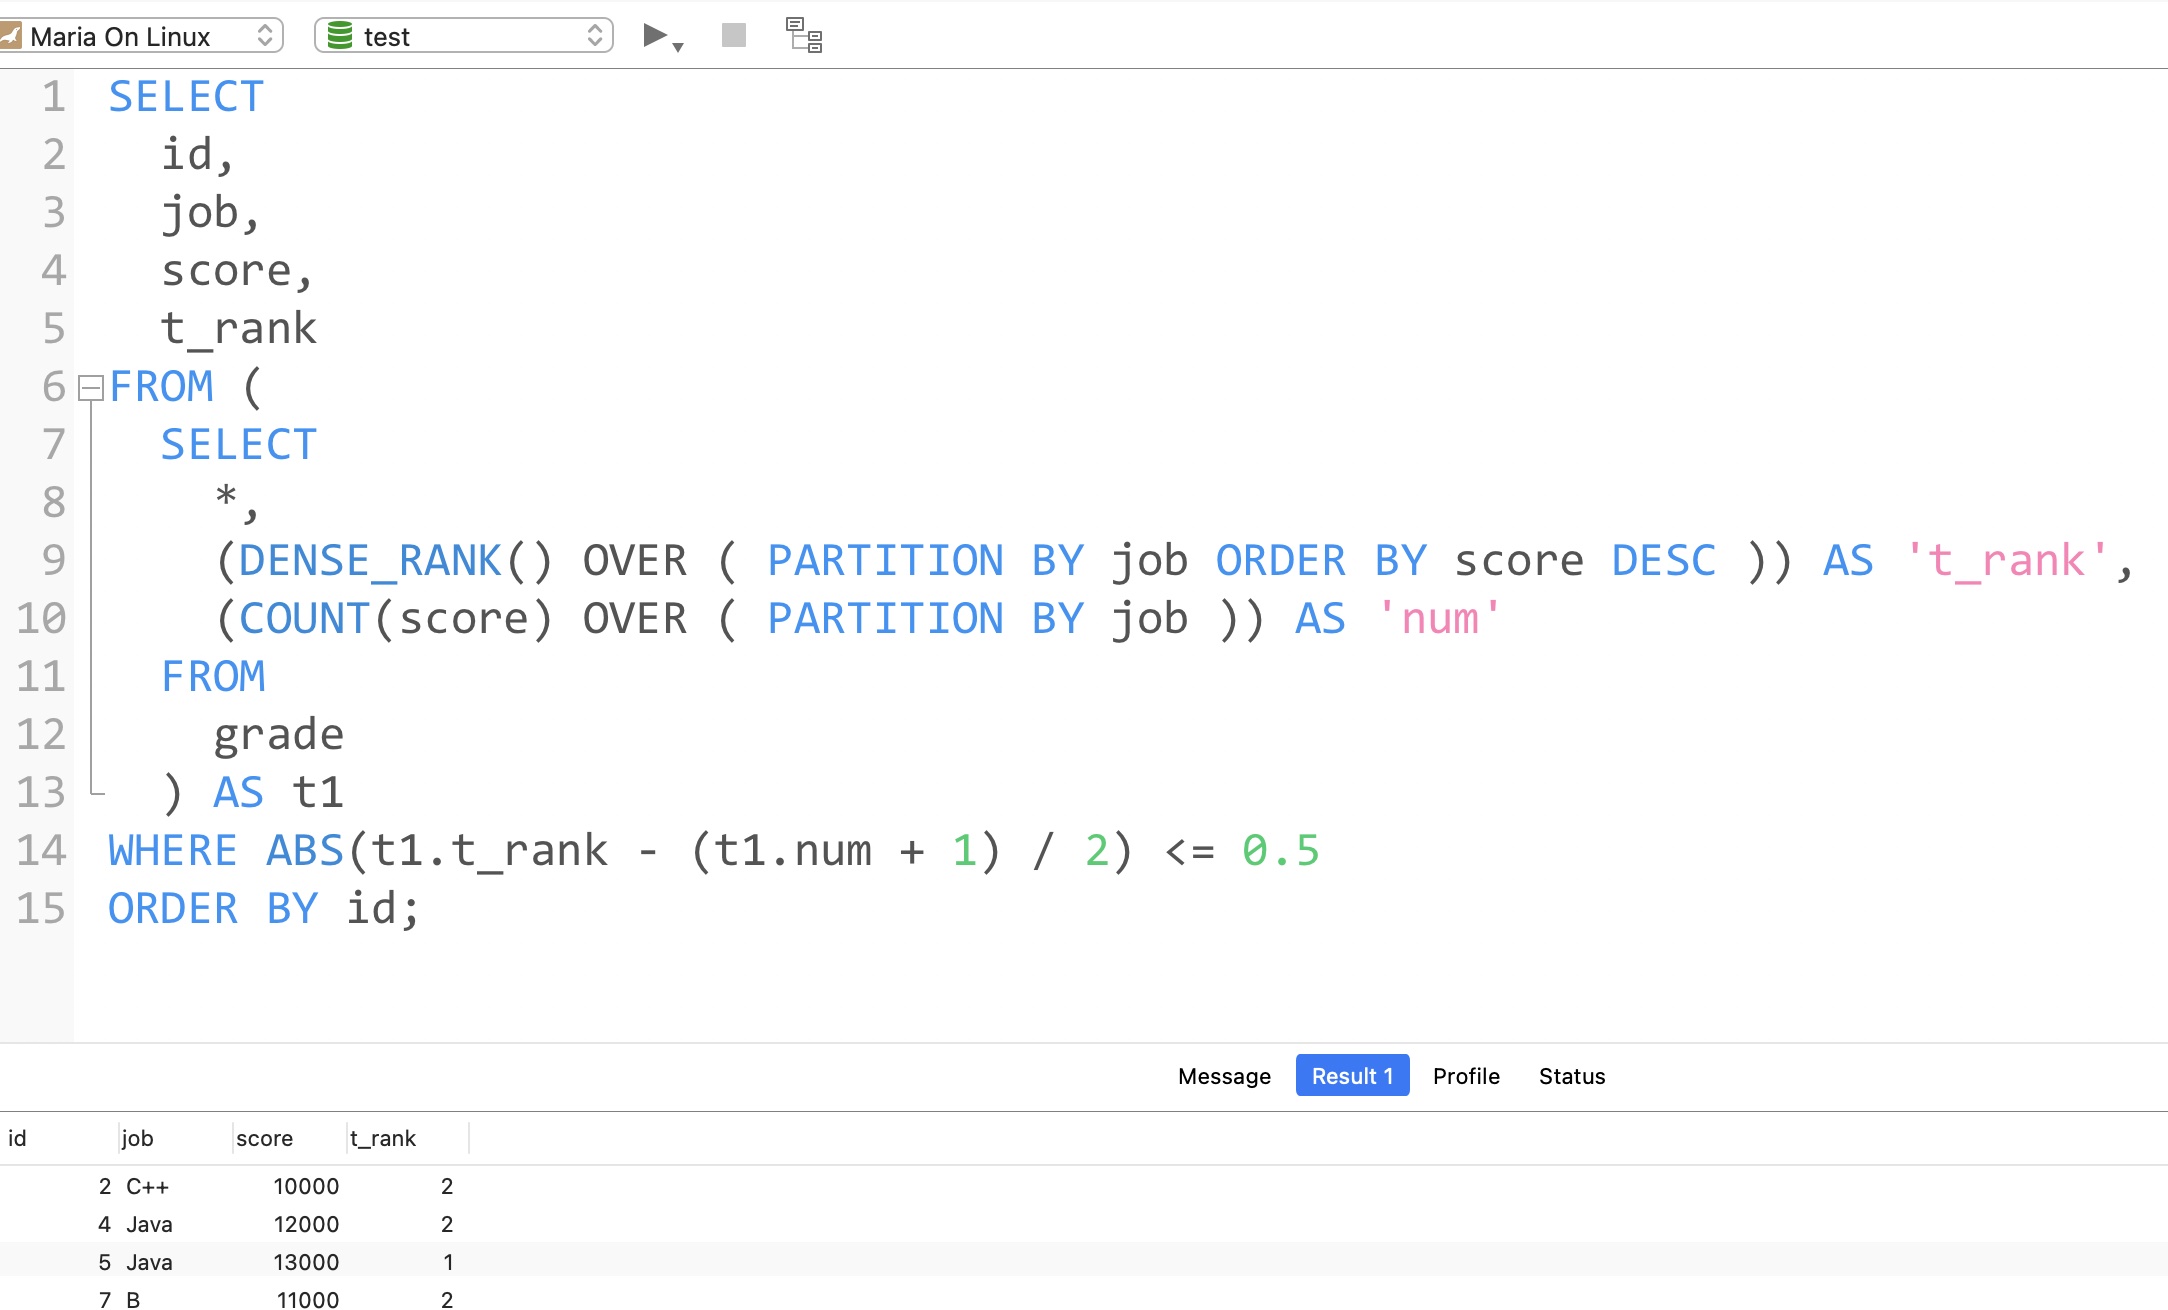 Maria On Linux test
1 SELECT
2 id,
3 job,
4 score,
5 t_rank
6 FROM (
7 SELECT
8 *,
9 (DENSE_RANK() OVER ( PARTITION BY job ORDER BY score DESC )) AS 't_rank',
10 (COUNT(score) OVER ( PARTITION BY job )) AS 'num'
11 FROM
12 grade
13 ) AS t1
14 WHERE ABS(t1.t_rank - (t1.num + 1) / 2) <= 0.5
15 ORDER BY id;
Message Result 1 Profile Status
id job score t_rank
2 C++ 10000 2
4 Java 12000 2
5 Java 13000 1
7 B 11000 2